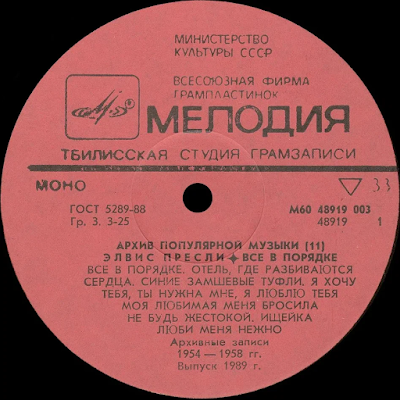 МИНИСТЕРСТВО
КУЛЬТУРЫ СССР
ВСЕСОЮЗНАЯ ФИРМА
ГРАМПЛАСТИНОК
МЕЛОДИЯ
ТБИЛИССКАЯ СТУДИЯ ГРАМЗАПИСИ
МОНО
33
ГОСТ 5289-88
М60 48919 003
Гр. 3. 3-25
48919 1
АРХИВ ПОПУЛЯРНОЙ МУЗЫКИ (11)
ЭЛВИС ПРЕСЛИ ✦ ВСЕ В ПОРЯДКЕ
ВСЕ В ПОРЯДКЕ. ОТЕЛЬ, ГДЕ РАЗБИВАЮТСЯ
СЕРДЦА. СИНИЕ ЗАМШЕВЫЕ ТУФЛИ. Я ХОЧУ
ТЕБЯ, ТЫ НУЖНА МНЕ, Я ЛЮБЛЮ ТЕБЯ
МОЯ ЛЮБИМАЯ МЕНЯ БРОСИЛА
НЕ БУДЬ ЖЕСТОКОЙ. ИЩЕЙКА
ЛЮБИ МЕНЯ НЕЖНО
Архивные записи
1954 — 1958 гг.
Выпуск 1989 г.